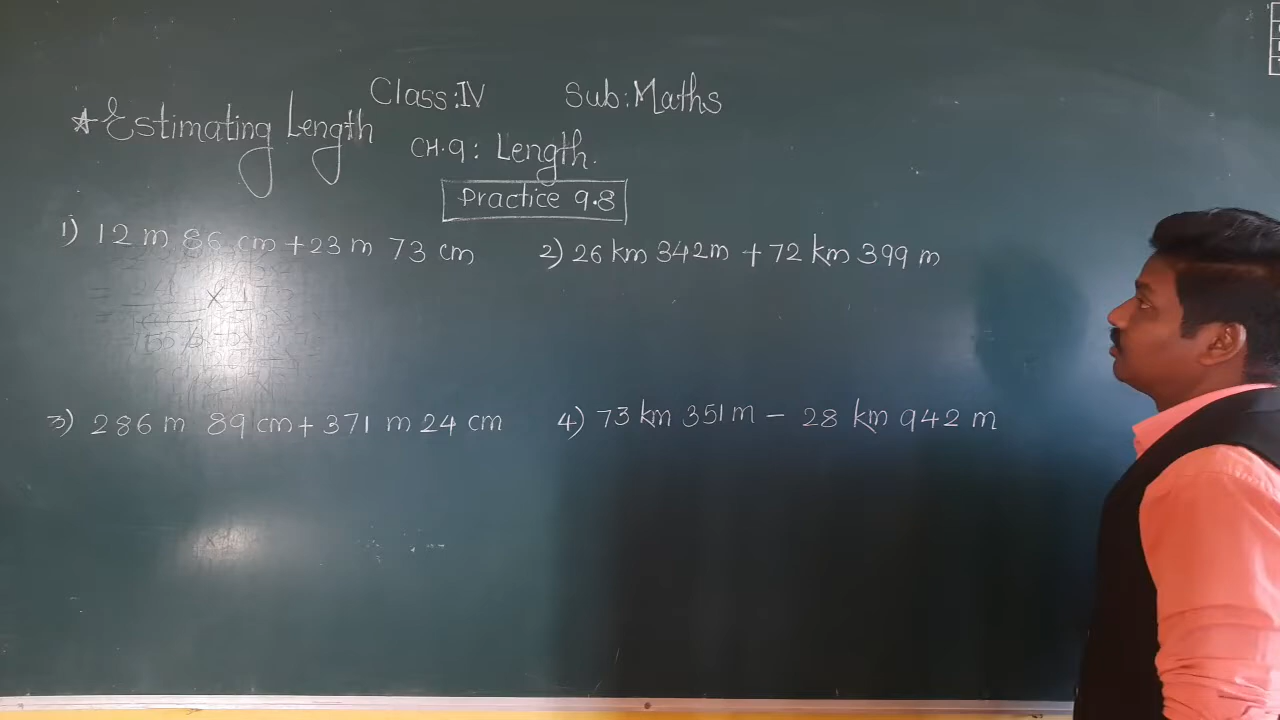 Class:IV Sub:Maths
*Estimating Length
CH.9: Length.
Practice 9.8
1) 12 m 86 cm + 23 m 73 cm
2) 26 km 342m + 72 km 399 m
3) 286 m 89 cm + 371 m 24 cm
4) 73 km 351 m - 28 km 942 m